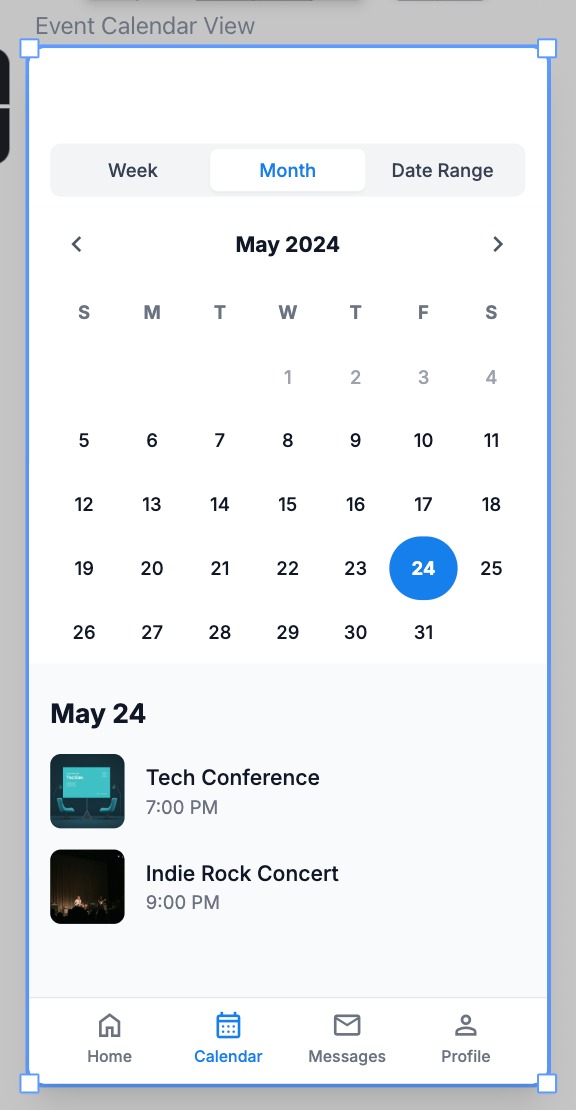 Event Calendar View
Week Month Date Range
May 2024
S M T W T F S
1 2 3 4
5 6 7 8 9 10 11
12 13 14 15 16 17 18
19 20 21 22 23 24 25
26 27 28 29 30 31
May 24
Tech Conference
7:00 PM
Indie Rock Concert
9:00 PM
Home Calendar Messages Profile